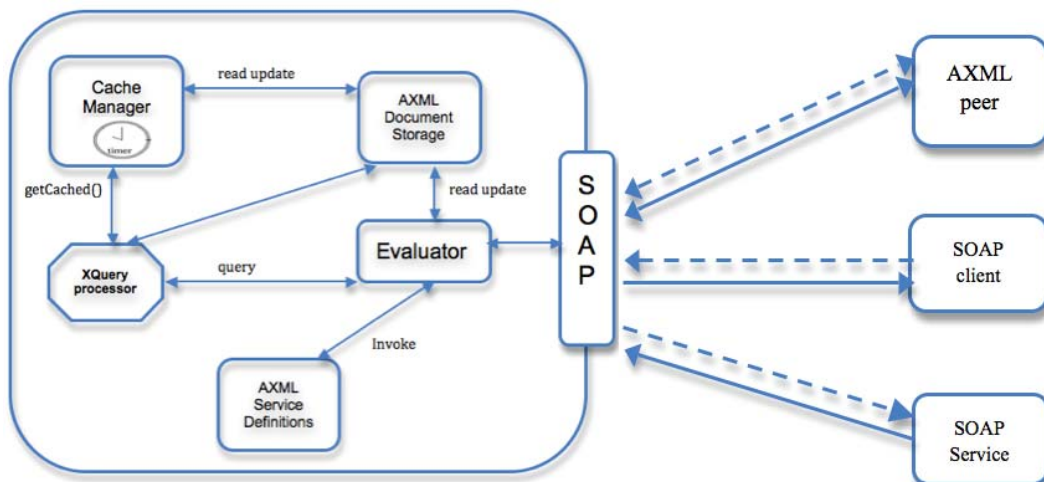 Cache
Manager
timer
read update
AXML
Document
Storage
getCached()
read update
XQuery
processor
query
Evaluator
Invoke
AXML
Service
Definitions
S
O
A
P
AXML
peer
SOAP
client
SOAP
Service